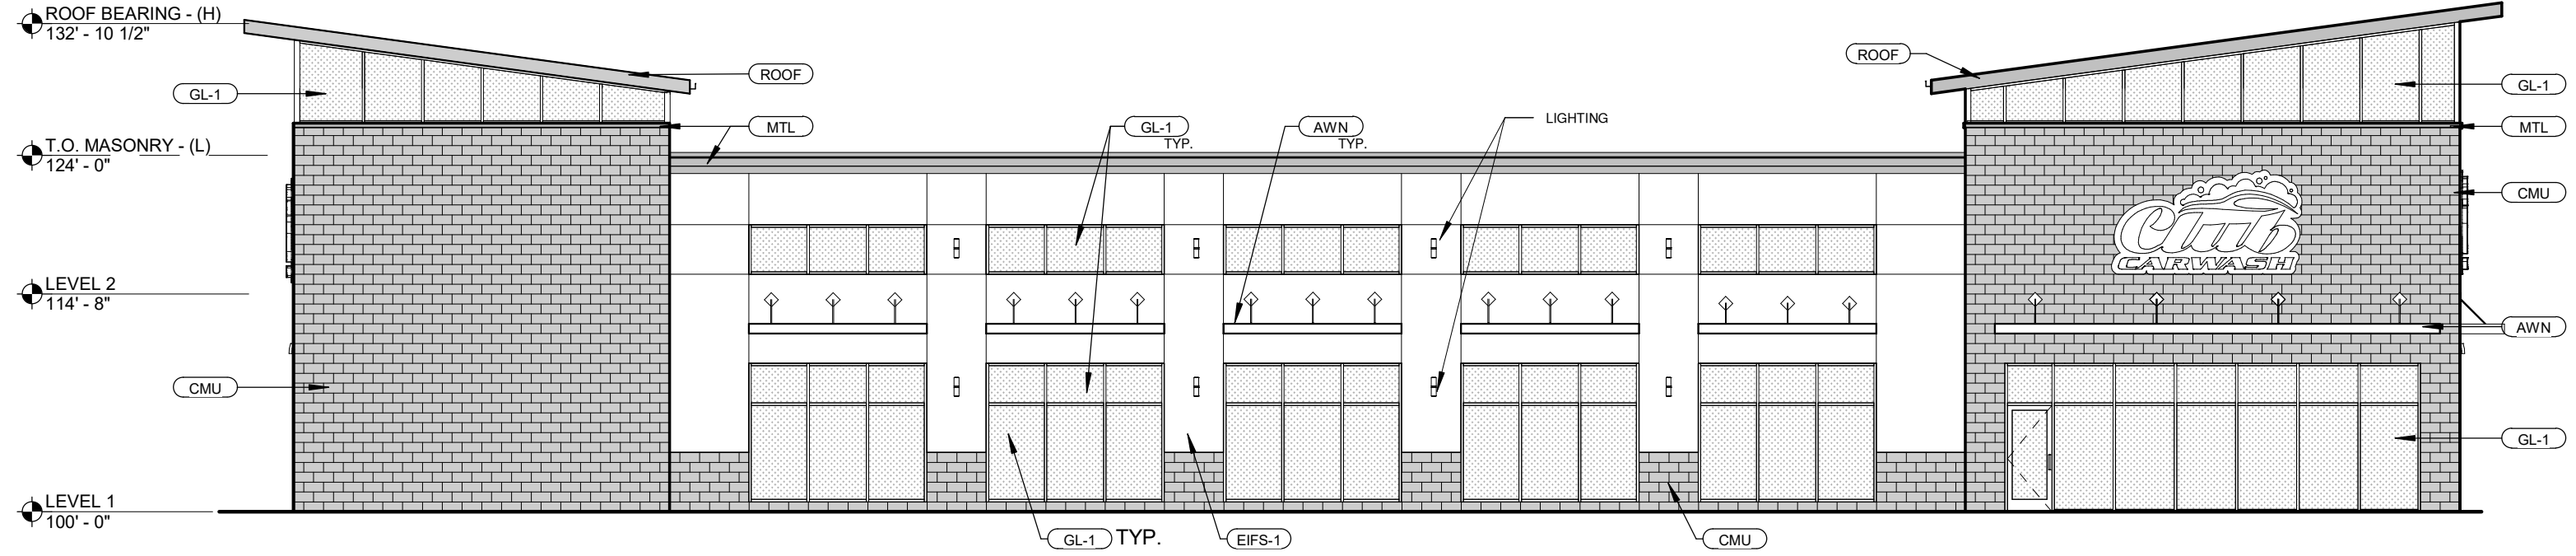 ROOF BEARING - (H)
132' - 10 1/2"
T.O. MASONRY - (L)
124' - 0"
LEVEL 2
114' - 8"
LEVEL 1
100' - 0"
GL-1
CMU
ROOF
MTL
GL-1
TYP.
AWN
TYP.
LIGHTING
ROOF
GL-1
MTL
CMU
Club
CARWASH
AWN
GL-1
GL-1 TYP.
EIFS-1
CMU